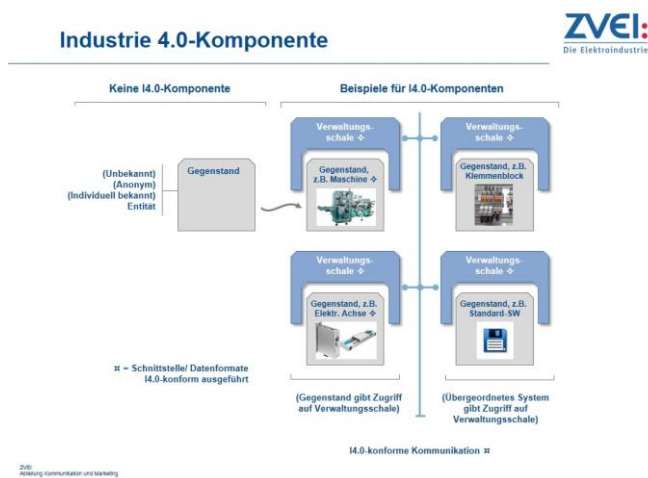 Industrie 4.0-Komponente
ZVEI:
Die Elektroindustrie
Keine I4.0-Komponente
Beispiele für I4.0-Komponenten
(Unbekannt)
(Anonym)
(Individuell bekannt)
Entität
Gegenstand
Verwaltungs-
schale ✧
Gegenstand,
z.B. Maschine ✧
Verwaltungs-
schale ✧
Gegenstand, z.B.
Klemmenblock
Verwaltungs-
schale ✧
Gegenstand, z.B.
Elektr. Achse ✧
Verwaltungs-
schale ✧
Gegenstand, z.B.
Standard-SW
¤ = Schnittstelle/ Datenformate
I4.0-konform ausgeführt
(Gegenstand gibt Zugriff
auf Verwaltungsschale)
(Übergeordnetes System
gibt Zugriff auf
Verwaltungsschale)
I4.0-konforme Kommunikation ¤
ZVEI
Abteilung Kommunikation und Marketing